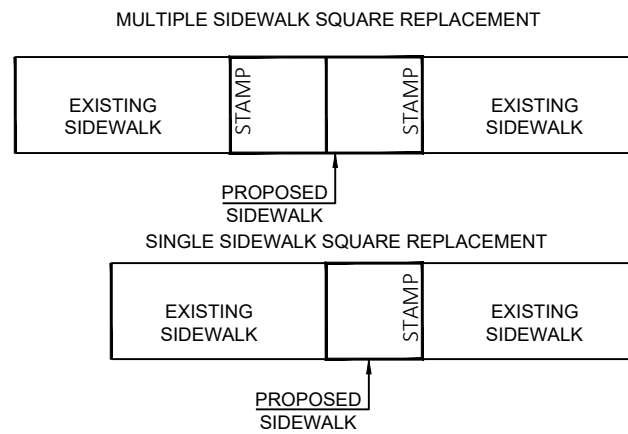 MULTIPLE SIDEWALK SQUARE REPLACEMENT
EXISTING
SIDEWALK
STAMP
STAMP
EXISTING
SIDEWALK
PROPOSED
SIDEWALK
SINGLE SIDEWALK SQUARE REPLACEMENT
EXISTING
SIDEWALK
STAMP
EXISTING
SIDEWALK
PROPOSED
SIDEWALK